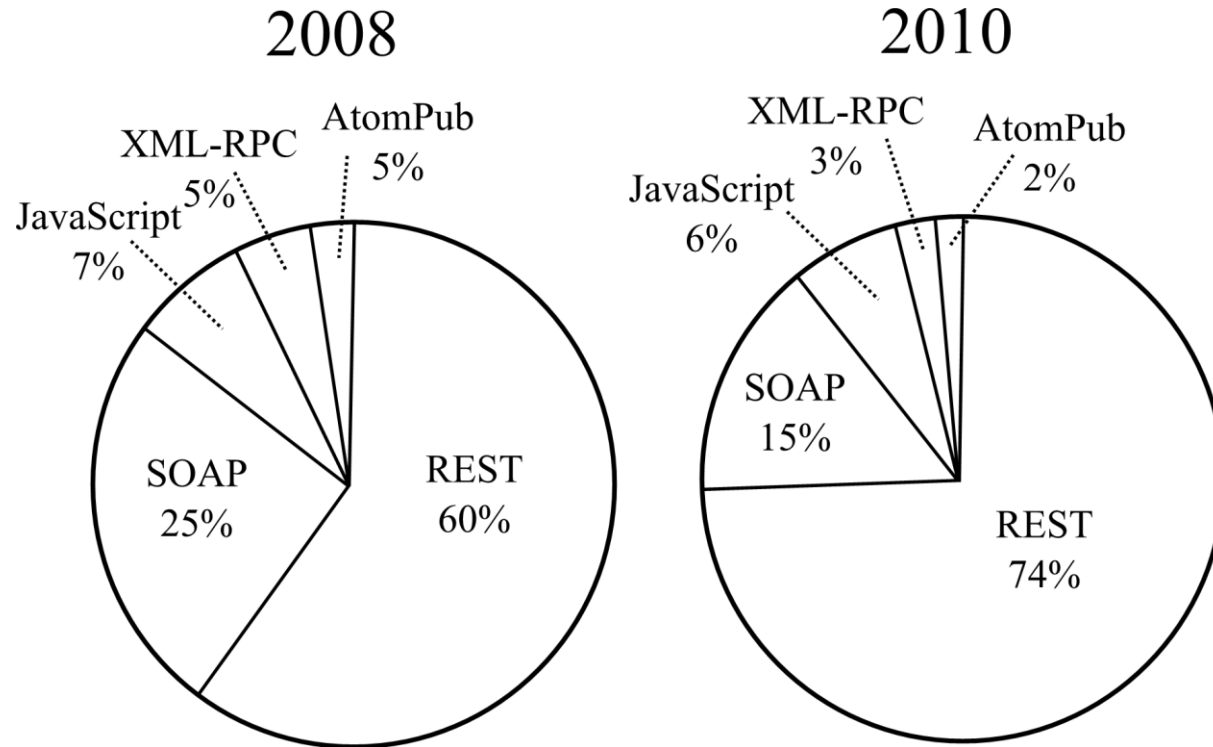 2008
AtomPub
5%
XML-RPC
5%
JavaScript
7%
SOAP
25%
REST
60%
2010
XML-RPC
3%
AtomPub
2%
JavaScript
6%
SOAP
15%
REST
74%